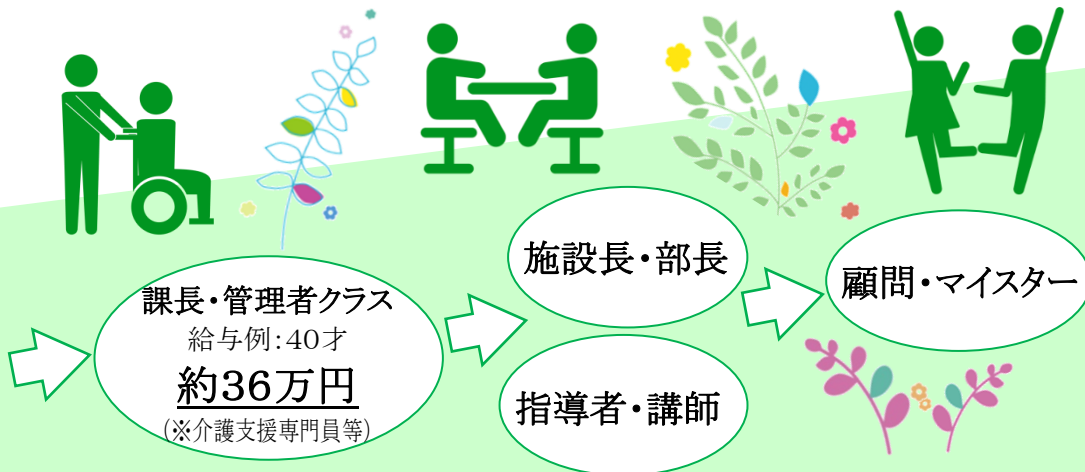 課長・管理者クラス
給与例:40才
約36万円
(※介護支援専門員等)
施設長・部長
指導者・講師
顧問・マイスター